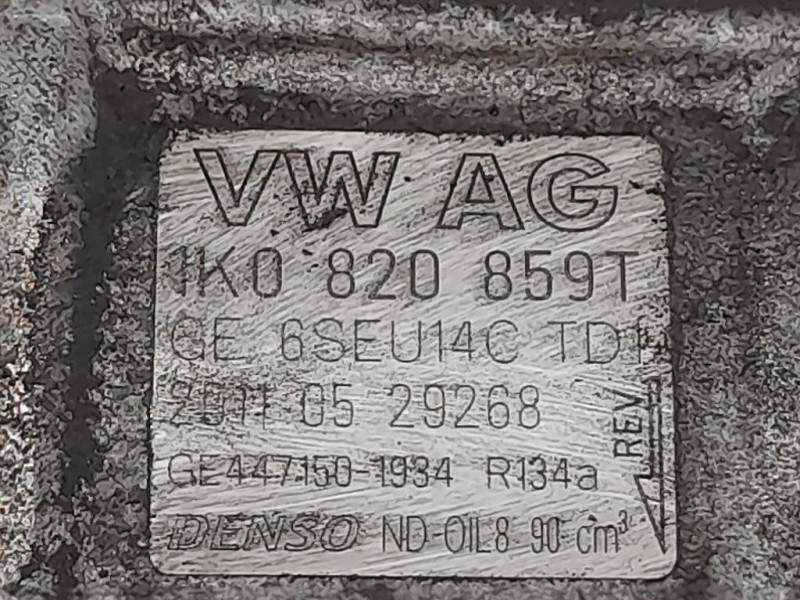 VW AG
1K0 820 859T
GE 6SEU14C TD1
2011 05 29268
GE447150-1934 R134a
DENSO ND-OIL8 90 cm³
REV